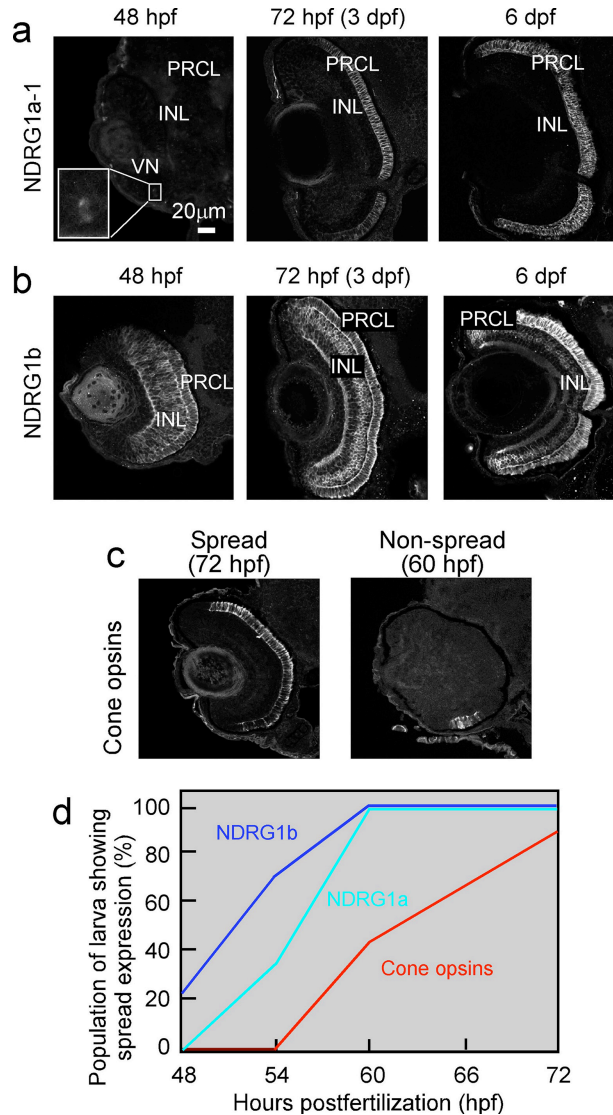 a
48 hpf
72 hpf (3 dpf)
6 dpf
NDRG1a-1
PRCL
INL
VN
20μm
PRCL
INL
PRCL
INL
b
48 hpf
72 hpf (3 dpf)
6 dpf
NDRG1b
PRCL
INL
PRCL
INL
PRCL
INL
c
Spread
(72 hpf)
Non-spread
(60 hpf)
Cone opsins
d
Population of larva showing
spread expression (%)
100
80
60
40
20
0
NDRG1b
NDRG1a
Cone opsins
48
54
60
66
72
Hours postfertilization (hpf)